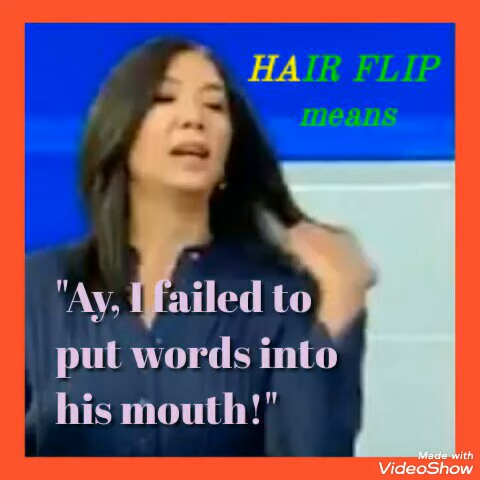 HAIR FLIP
means
"Ay, I failed to
put words into
his mouth!"
Made with
VideoShow